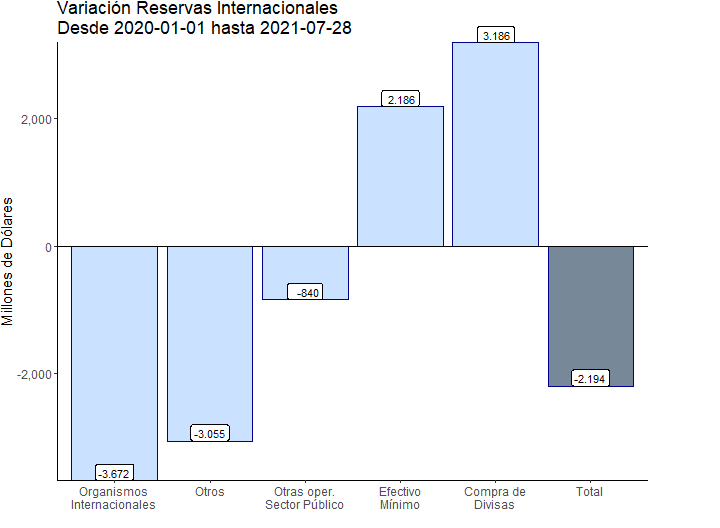 Variación Reservas Internacionales
Desde 2020-01-01 hasta 2021-07-28
3.186
2.186
2,000
0
Millones de Dólares
-840
-2,000
-2.194
-3.055
-3.672
Organismos Internacionales
Otros
Otras oper. Sector Público
Efectivo Mínimo
Compra de Divisas
Total